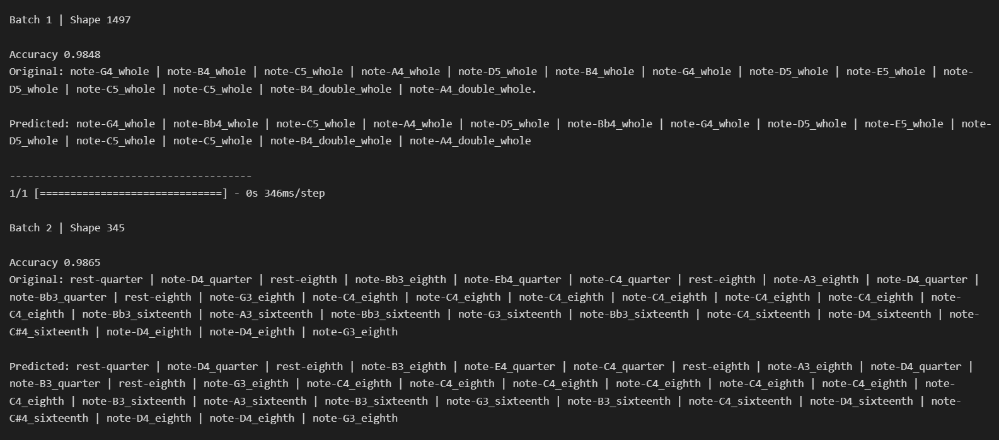 Batch 1 | Shape 1497
Accuracy 0.9848
Original: note-G4_whole | note-B4_whole | note-C5_whole | note-A4_whole | note-D5_whole | note-B4_whole | note-G4_whole | note-D5_whole | note-E5_whole | note-
D5_whole | note-C5_whole | note-C5_whole | note-B4_double_whole | note-A4_double_whole.
Predicted: note-G4_whole | note-Bb4_whole | note-C5_whole | note-A4_whole | note-D5_whole | note-Bb4_whole | note-G4_whole | note-D5_whole | note-E5_whole | note-
D5_whole | note-C5_whole | note-C5_whole | note-B4_double_whole | note-A4_double_whole
----------------------------------------
1/1 [==============================] - 0s 346ms/step
Batch 2 | Shape 345
Accuracy 0.9865
Original: rest-quarter | note-D4_quarter | rest-eighth | note-Bb3_eighth | note-Eb4_quarter | note-C4_quarter | rest-eighth | note-A3_eighth | note-D4_quarter |
note-Bb3_quarter | rest-eighth | note-G3_eighth | note-C4_eighth | note-C4_eighth | note-C4_eighth | note-C4_eighth | note-C4_eighth | note-C4_eighth | note-
C4_eighth | note-Bb3_sixteenth | note-A3_sixteenth | note-Bb3_sixteenth | note-G3_sixteenth | note-Bb3_sixteenth | note-C4_sixteenth | note-D4_sixteenth | note-
C#4_sixteenth | note-D4_eighth | note-D4_eighth | note-G3_eighth
Predicted: rest-quarter | note-D4_quarter | rest-eighth | note-B3_eighth | note-E4_quarter | note-C4_quarter | rest-eighth | note-A3_eighth | note-D4_quarter |
note-B3_quarter | rest-eighth | note-G3_eighth | note-C4_eighth | note-C4_eighth | note-C4_eighth | note-C4_eighth | note-C4_eighth | note-C4_eighth | note-
C4_eighth | note-B3_sixteenth | note-A3_sixteenth | note-B3_sixteenth | note-G3_sixteenth | note-B3_sixteenth | note-C4_sixteenth | note-D4_sixteenth | note-
C#4_sixteenth | note-D4_eighth | note-D4_eighth | note-G3_eighth